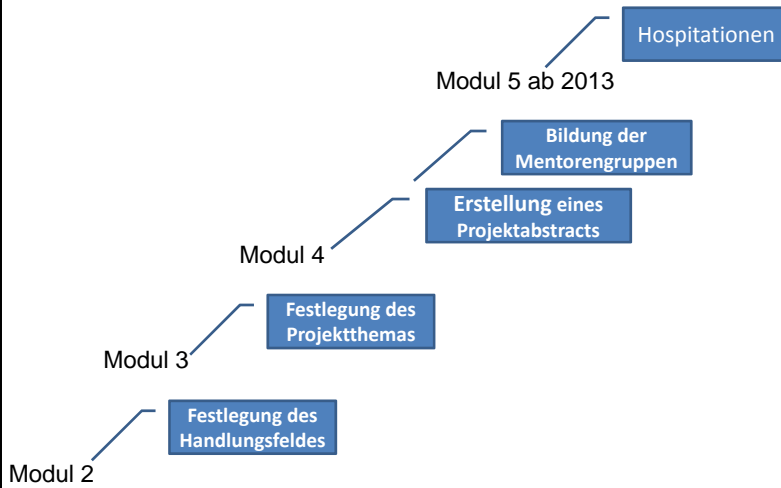 Hospitationen
Modul 5 ab 2013
Bildung der
Mentorengruppen
Erstellung eines
Projektabstracts
Modul 4
Festlegung des
Projektthemas
Modul 3
Festlegung des
Handlungsfeldes
Modul 2